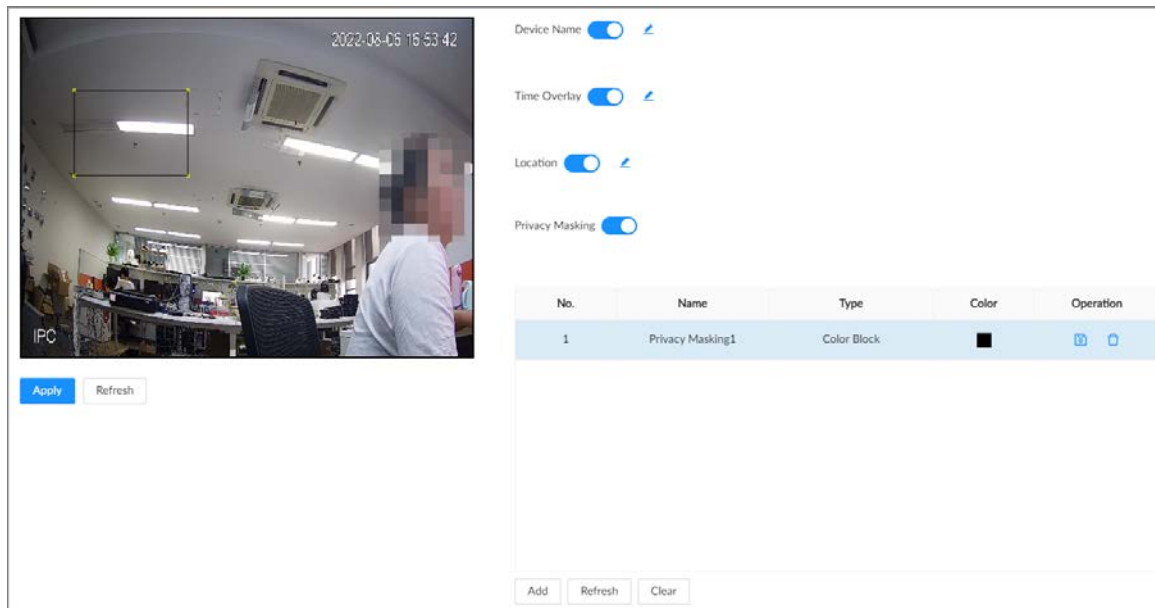 2022-08-05 16:53:42
IPC
Apply Refresh
Device Name
Time Overlay
Location
Privacy Masking
No. Name Type Color Operation
1 Privacy Masking1 Color Block
Add Refresh Clear